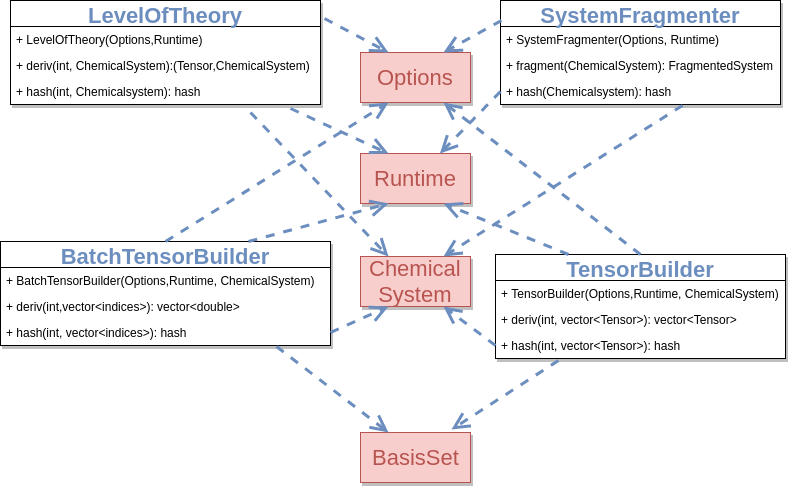 LevelOfTheory
+ LevelOfTheory(Options,Runtime)
+ deriv(int, ChemicalSystem):(Tensor,ChemicalSystem)
+ hash(int, Chemicalsystem): hash
SystemFragmenter
+ SystemFragmenter(Options, Runtime)
+ fragment(ChemicalSystem): FragmentedSystem
+ hash(Chemicalsystem): hash
Options
Runtime
Chemical
System
BatchTensorBuilder
+ BatchTensorBuilder(Options,Runtime, ChemicalSystem)
+ deriv(int,vector<indices>): vector<double>
+ hash(int, vector<indices>): hash
TensorBuilder
+ TensorBuilder(Options,Runtime, ChemicalSystem)
+ deriv(int, vector<Tensor>): vector<Tensor>
+ hash(int, vector<Tensor>): hash
BasisSet